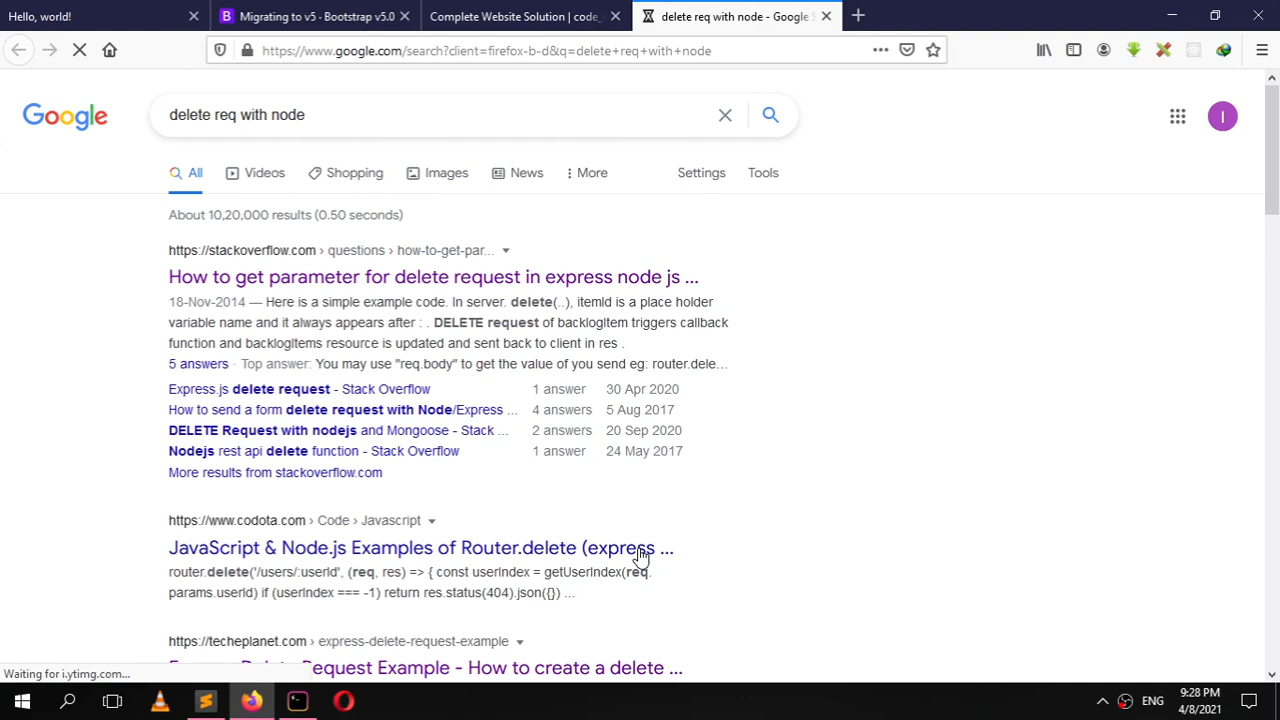 Hello, world!
Migrating to v5 · Bootstrap v5.0
Complete Website Solution | code_
delete req with node - Google S
https://www.google.com/search?client=firefox-b-d&q=delete+req+with+node
Google
delete req with node
I
All
Videos
Shopping
Images
News
More
Settings
Tools
About 10,20,000 results (0.50 seconds)
https://stackoverflow.com › questions › how-to-get-par...
How to get parameter for delete request in express node js ...
18-Nov-2014 — Here is a simple example code. In server. delete(..), itemId is a place holder
variable name and it always appears after : . DELETE request of backlogItem triggers callback
function and backlogItems resource is updated and sent back to client in res .
5 answers · Top answer: You may use "req.body" to get the value of you send eg: router.dele...
Express.js delete request - Stack Overflow 1 answer 30 Apr 2020
How to send a form delete request with Node/Express ... 4 answers 5 Aug 2017
DELETE Request with nodejs and Mongoose - Stack ... 2 answers 20 Sep 2020
Nodejs rest api delete function - Stack Overflow 1 answer 24 May 2017
More results from stackoverflow.com
https://www.codota.com › Code › Javascript
JavaScript & Node.js Examples of Router.delete (express ...
router.delete('/users/:userId', (req, res) => { const userIndex = getUserIndex(req.
params.userId) if (userIndex === -1) return res.status(404).json({}) ...
https://techeplanet.com › express-delete-request-example
Request Example - How to create a delete ...
Waiting for i.ytimg.com...
ENG
9:28 PM
4/8/2021